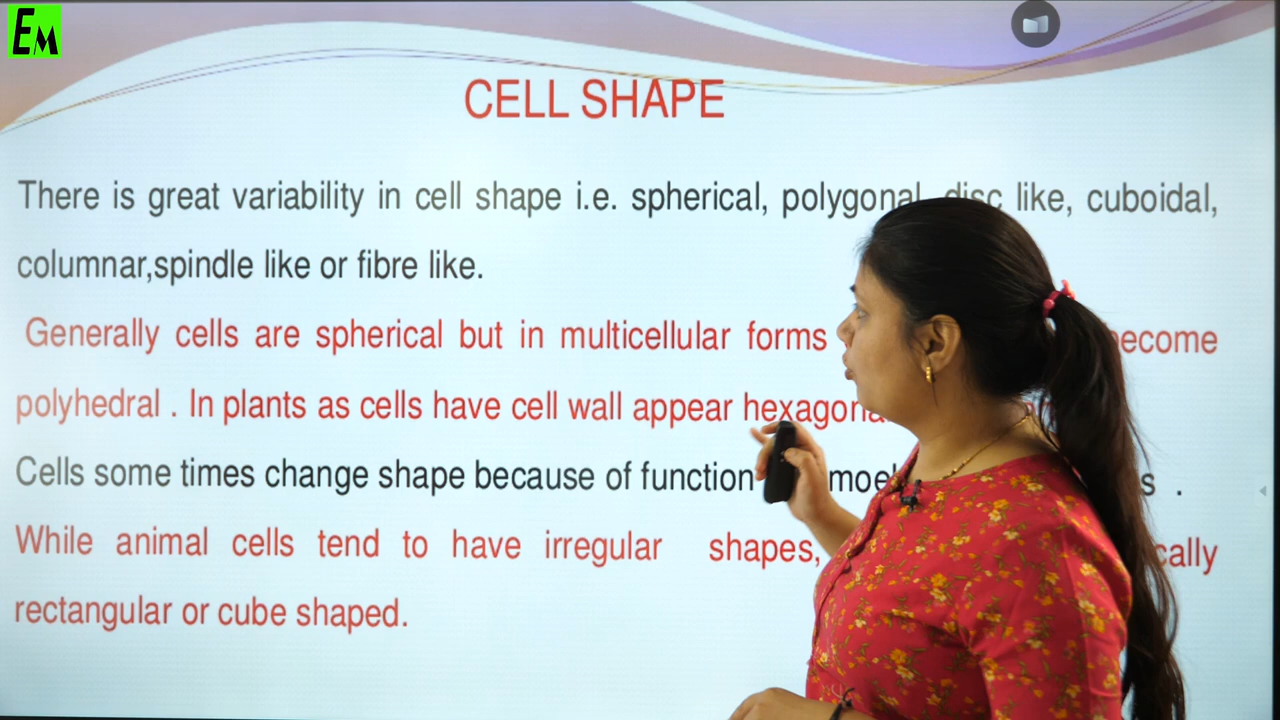 EM
CELL SHAPE
There is great variability in cell shape i.e. spherical, polygonal, disc like, cuboidal,
columnar,spindle like or fibre like.
Generally cells are spherical but in multicellular forms become
polyhedral . In plants as cells have cell wall appear
Cells some times change shape because of function
While animal cells tend to have irregular shapes,
rectangular or cube shaped.